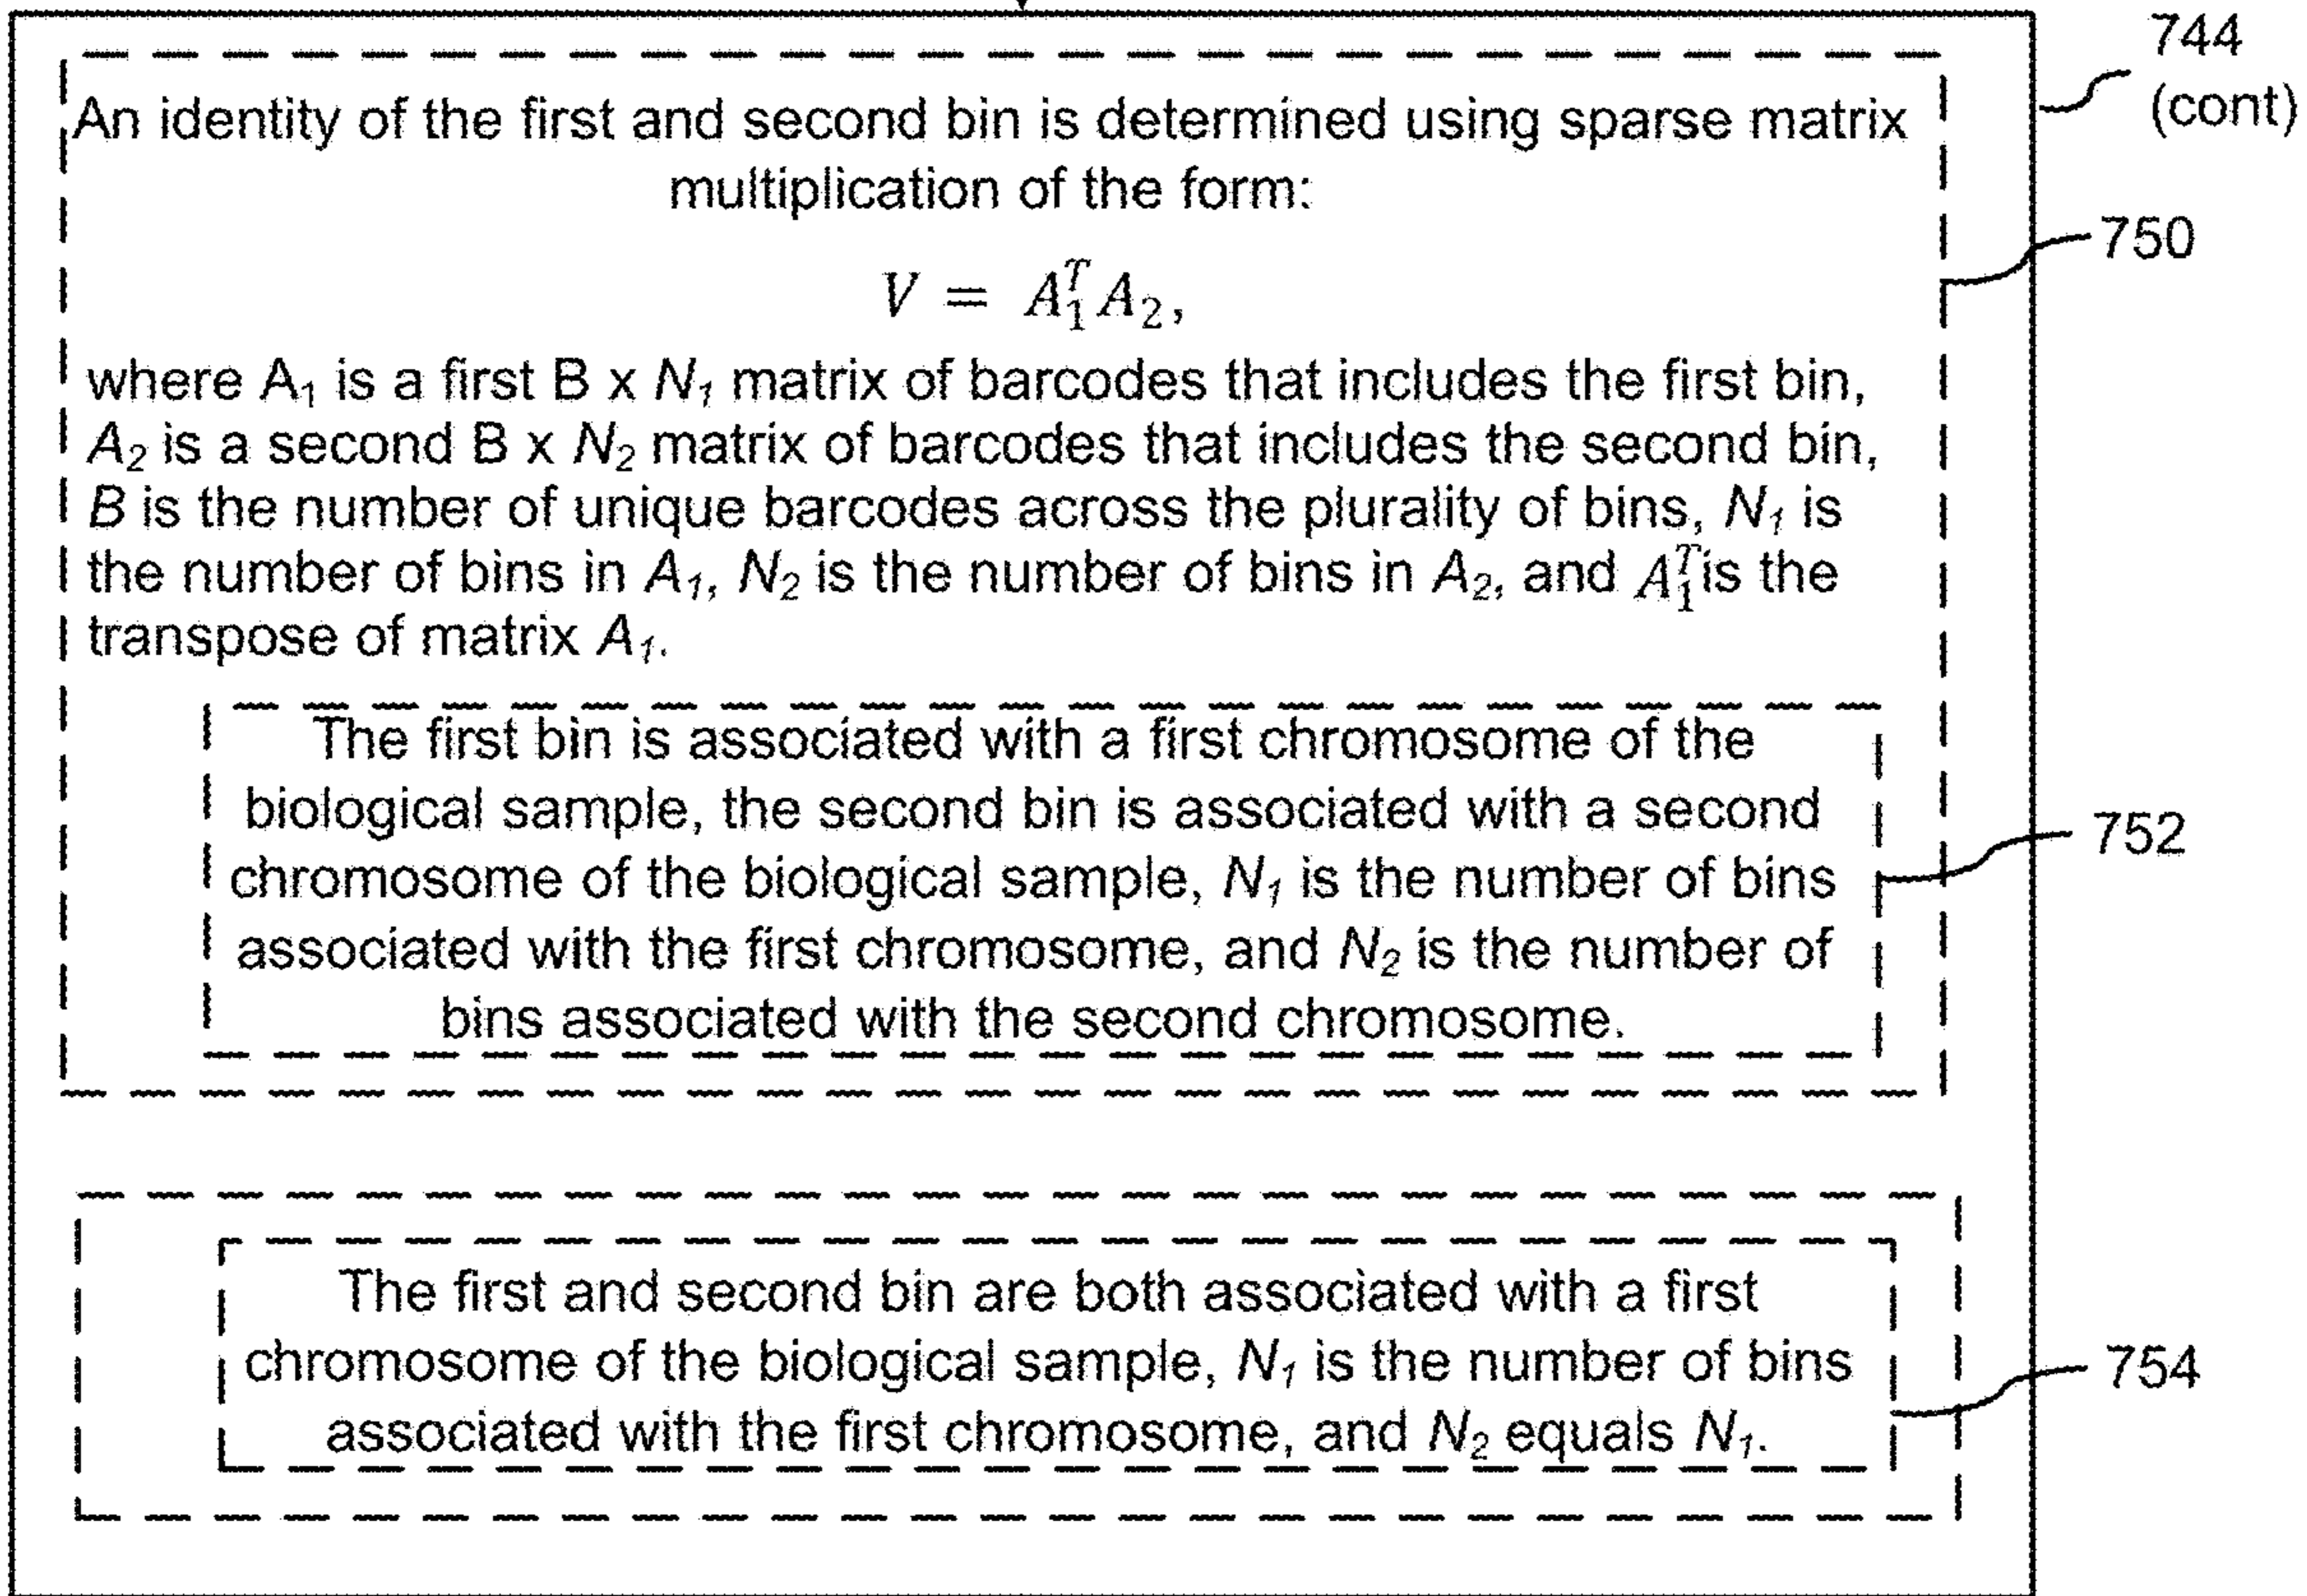 744
(cont)
An identity of the first and second bin is determined using sparse matrix
multiplication of the form:
750
V = A₁ᵀA₂,
where A₁ is a first B x N₁ matrix of barcodes that includes the first bin,
A₂ is a second B x N₂ matrix of barcodes that includes the second bin,
B is the number of unique barcodes across the plurality of bins, N₁ is
the number of bins in A₁, N₂ is the number of bins in A₂, and A₁ᵀ is the
transpose of matrix A₁.
The first bin is associated with a first chromosome of the
biological sample, the second bin is associated with a second
752
chromosome of the biological sample, N₁ is the number of bins
associated with the first chromosome, and N₂ is the number of
bins associated with the second chromosome.
The first and second bin are both associated with a first
chromosome of the biological sample, N₁ is the number of bins
754
associated with the first chromosome, and N₂ equals N₁.